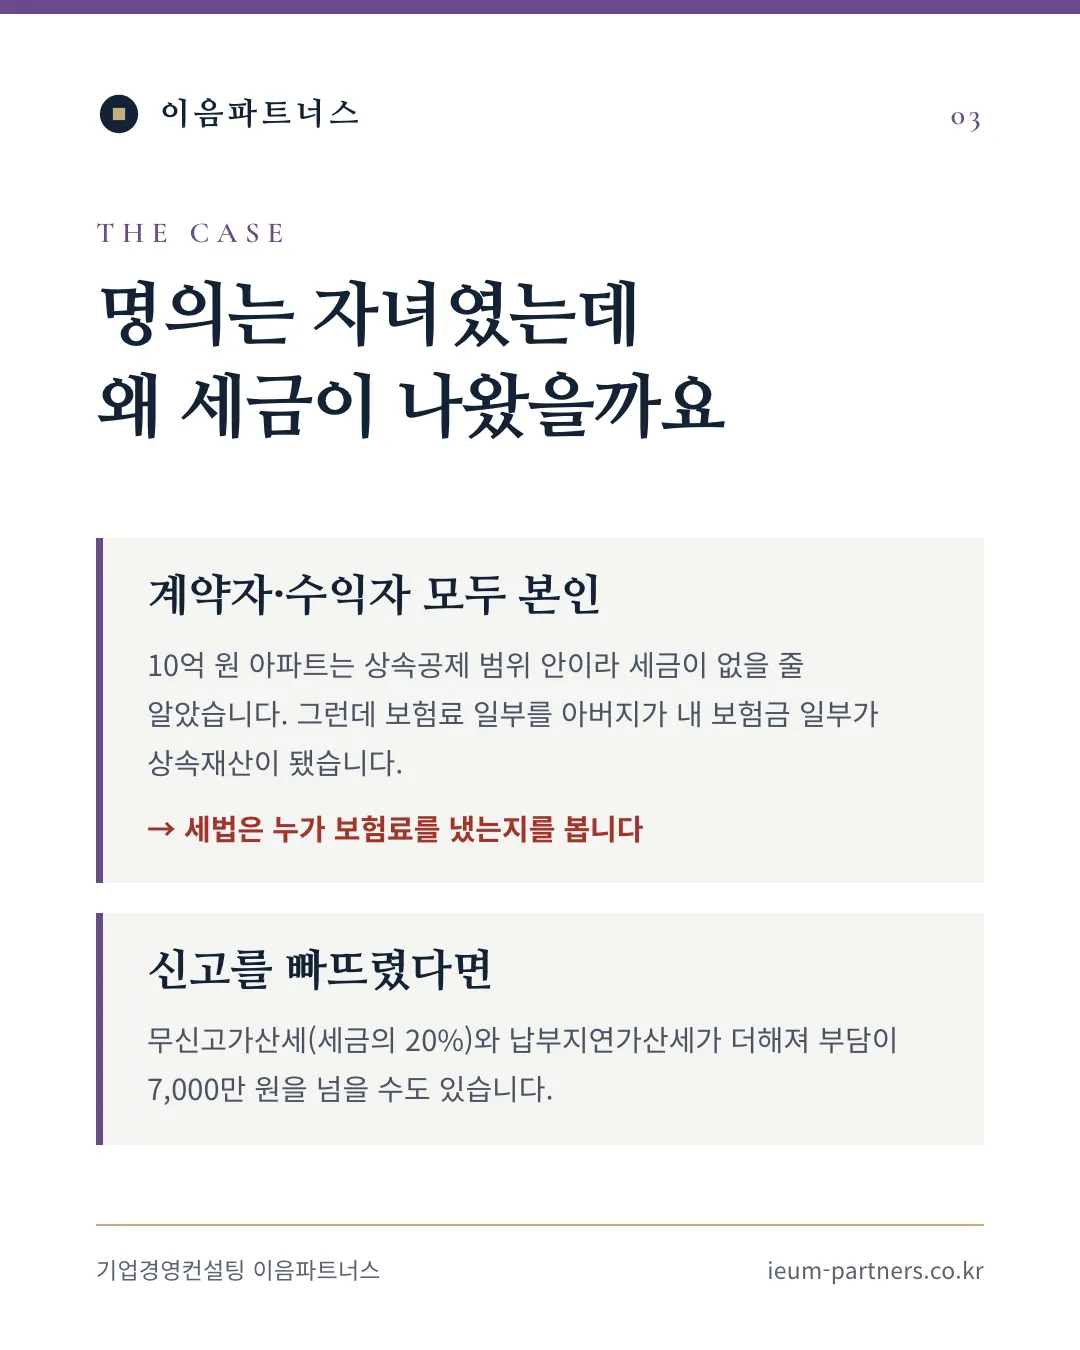 이음파트너스
03
THE CASE
명의는 자녀였는데
왜 세금이 나왔을까요
계약자·수익자 모두 본인
10억 원 아파트는 상속공제 범위 안이라 세금이 없을 줄
알았습니다. 그런데 보험료 일부를 아버지가 내 보험금 일부가
상속재산이 됐습니다.
→ 세법은 누가 보험료를 냈는지를 봅니다
신고를 빠뜨렸다면
무신고가산세(세금의 20%)와 납부지연가산세가 더해져 부담이
7,000만 원을 넘을 수도 있습니다.
기업경영컨설팅 이음파트너스
ieum-partners.co.kr